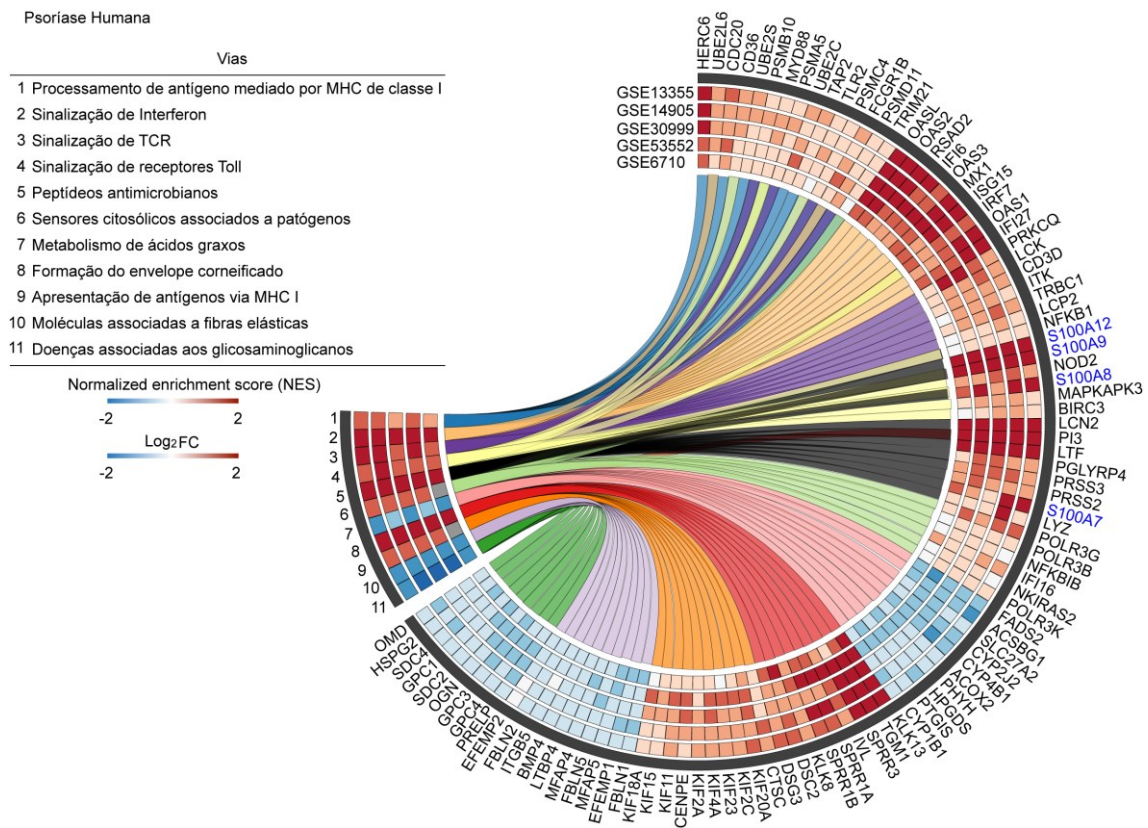 Psoríase Humana
Vias
1 Processamento de antígeno mediado por MHC de classe I
2 Sinalização de Interferon
3 Sinalização de TCR
4 Sinalização de receptores Toll
5 Peptídeos antimicrobianos
6 Sensores citosólicos associados a patógenos
7 Metabolismo de ácidos graxos
8 Formação do envelope corneificado
9 Apresentação de antígenos via MHC I
10 Moléculas associadas a fibras elásticas
11 Doenças associadas aos glicosaminoglicanos
Normalized enrichment score (NES)
-2 2
Log₂FC
-2 2
GSE13355
GSE14905
GSE30999
GSE53552
GSE6710
HERC6
UBE2L6
CDC20
CD36
UBE2S
PSMB10
MYD88
PSMA5
UBE2C
TAP2
TLR2
PSMC4
FCGR1B
PSMD11
TRIM21
OASL
OAS2
RSAD2
IFI6
OAS3
MX1
ISG15
IRF7
OAS1
IFI27
PRKCQ
LCK
CD3D
ITK
TRBC1
LCP2
NFKB1
S100A12
S100A9
NOD2
S100A8
MAPKAPK3
BIRC3
LCN2
PI3
LTF
PGLYRP4
PRSS3
PRSS2
S100A7
LYZ
POLR3G
POLR3B
NFKBIB
IFI16
NKIRAS2
POLR3K
FADS2
ACSBG1
SLC27A2
CYP2J2
CYP4B1
ACOX2
PHYH
HPGDS
PTGIS
CYP1B1
KLK13
TGM1
SPRR3
IVL
SPRR1A
SPRR1B
KLK8
DSC2
DSG3
CTSC
KIF20A
KIF2C
KIF23
KIF4A
KIF2A
CENPE
KIF11
KIF15
KIF18A
FBLN1
EFEMP1
MFAP5
FBLN5
MFAP4
LTBP4
BMP4
ITGB5
FBLN2
EFEMP2
PRELP
GPC4
GPC3
OGN
SDC2
GPC1
SDC4
HSPG2
OMD
1
2
3
4
5
6
7
8
9
10
11